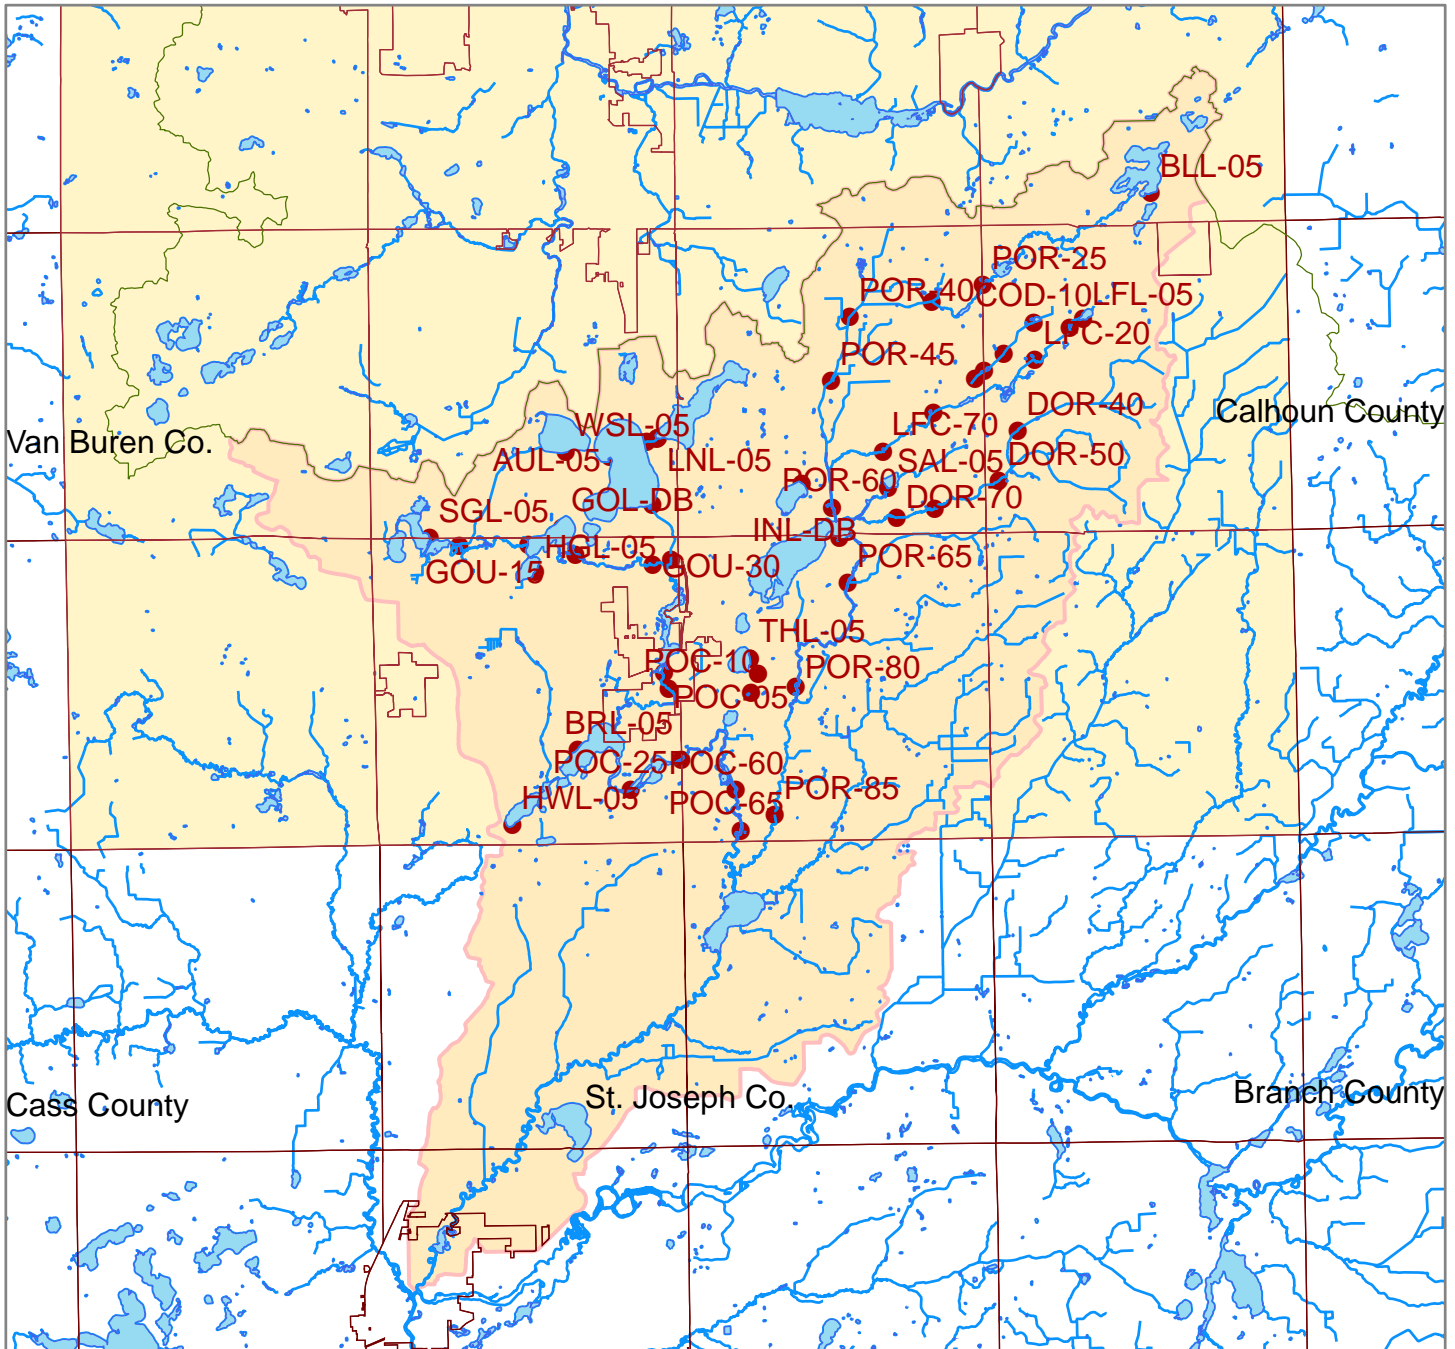 BLL-05
POR-25
POR-40
COD-10
LFL-05
LFC-20
POR-45
DOR-40
Calhoun County
WSL-05
LFC-70
Van Buren Co.
AUL-05
LNL-05
SAL-05
DOR-50
POR-60
GOL-DB
DOR-70
SGL-05
INL-DB
HGL-05
POR-65
GOU-15
GOU-30
THL-05
POC-10
POR-80
POC-05
BRL-05
POC-25
POC-60
HWL-05
POC-65
POR-85
Cass County
St. Joseph Co.
Branch County